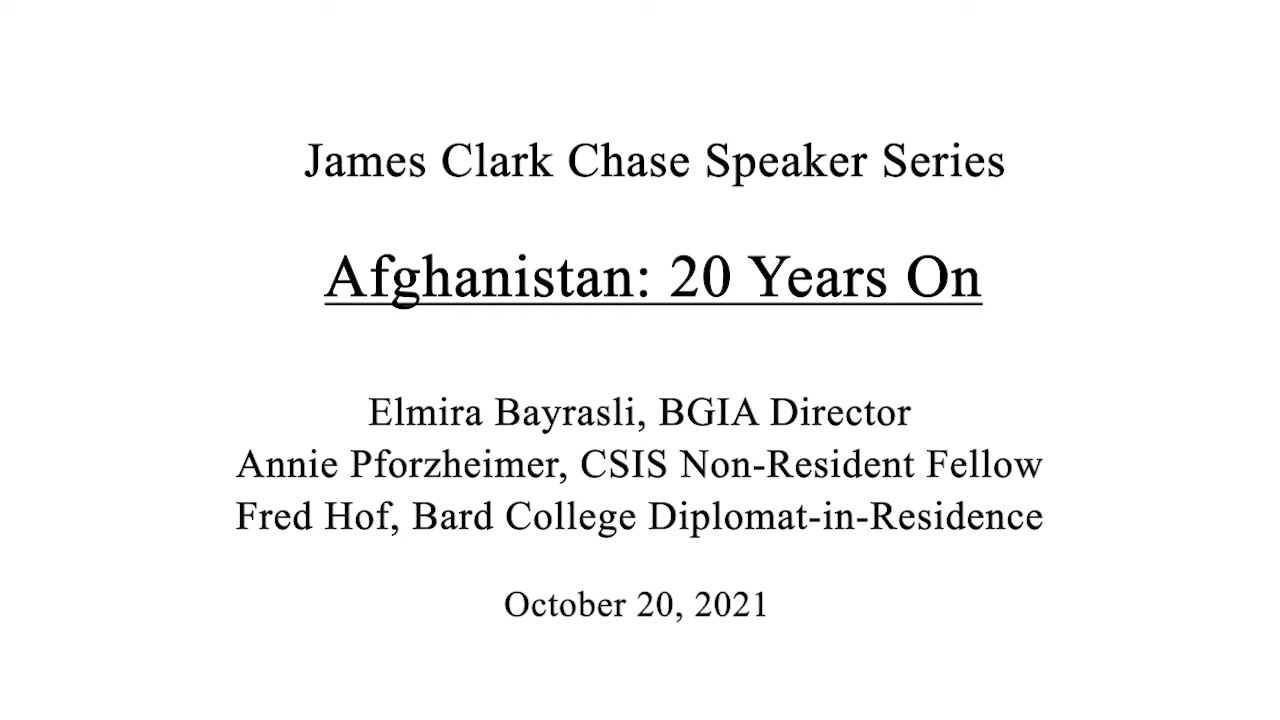 James Clark Chase Speaker Series
Afghanistan: 20 Years On
Elmira Bayrasli, BGIA Director
Annie Pforzheimer, CSIS Non-Resident Fellow
Fred Hof, Bard College Diplomat-in-Residence
October 20, 2021